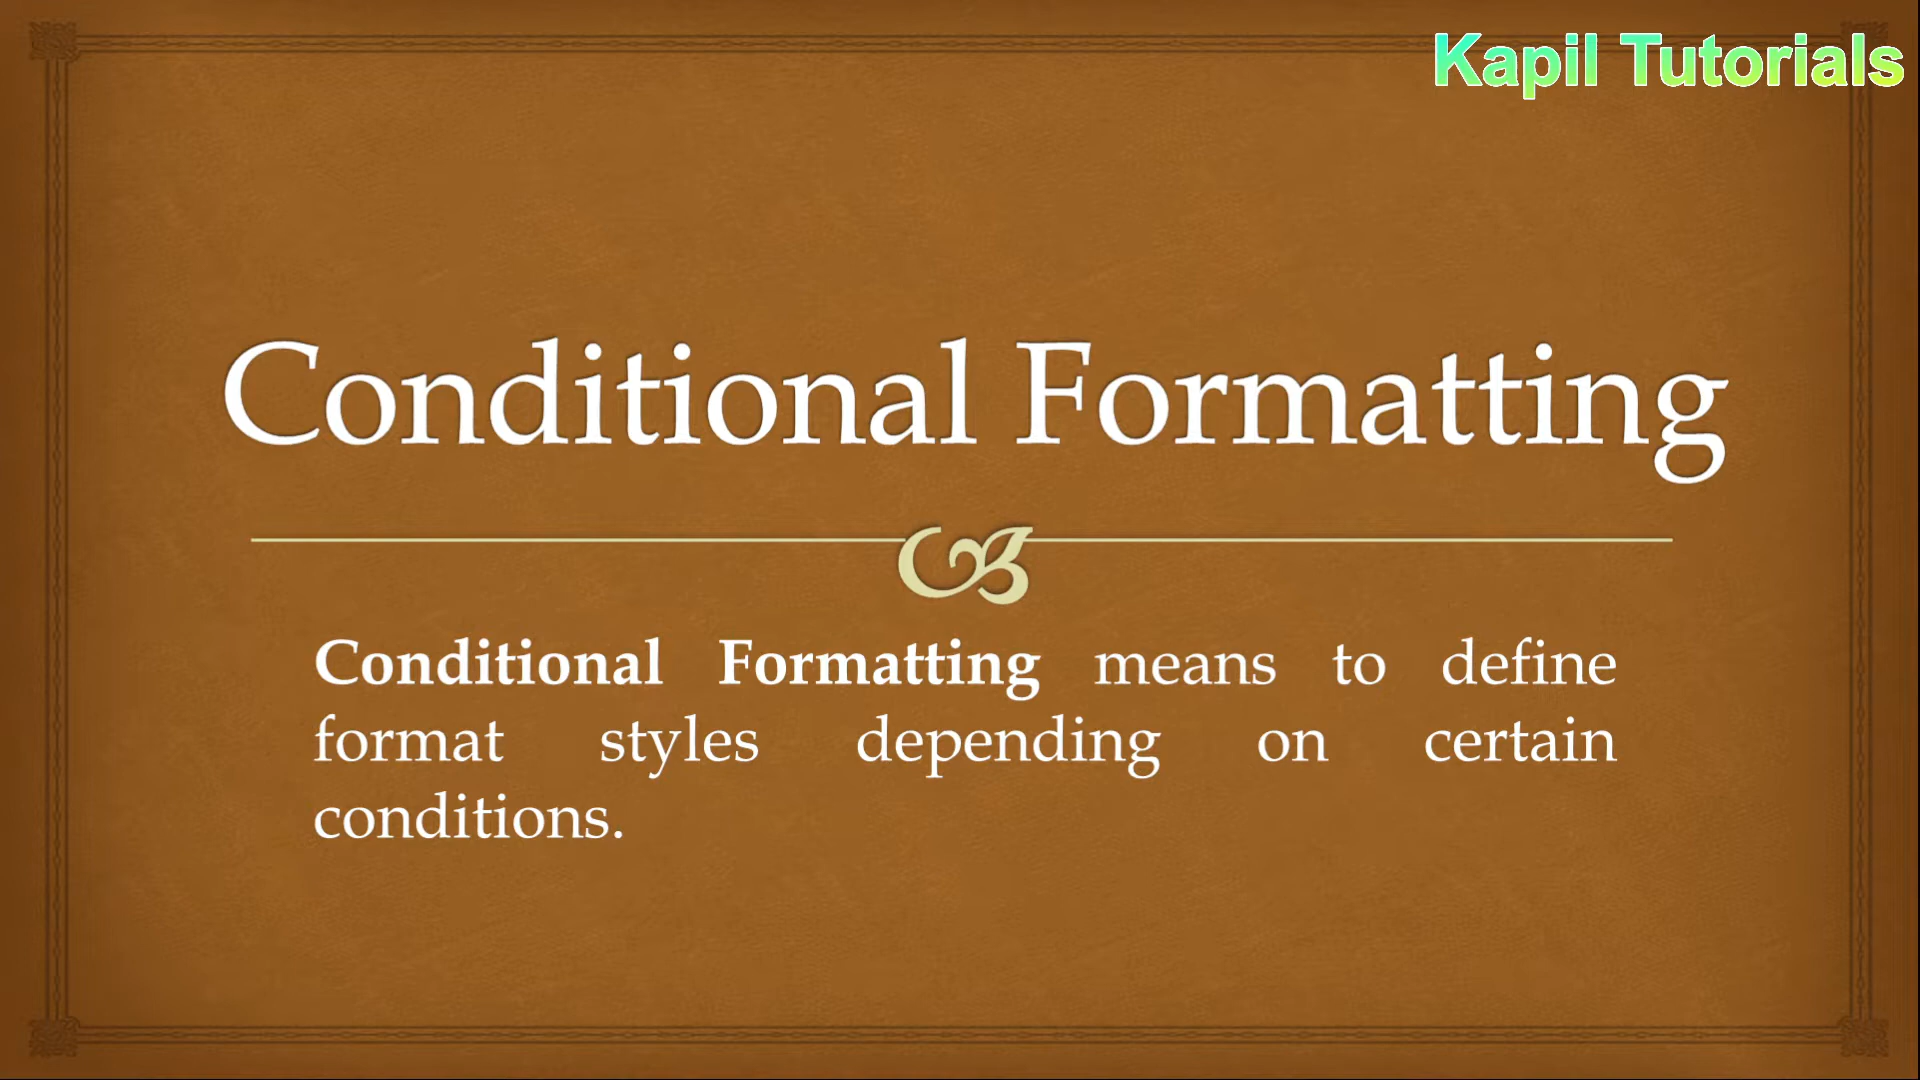 Kapil Tutorials
Conditional Formatting
Conditional Formatting means to define
format styles depending on certain
conditions.